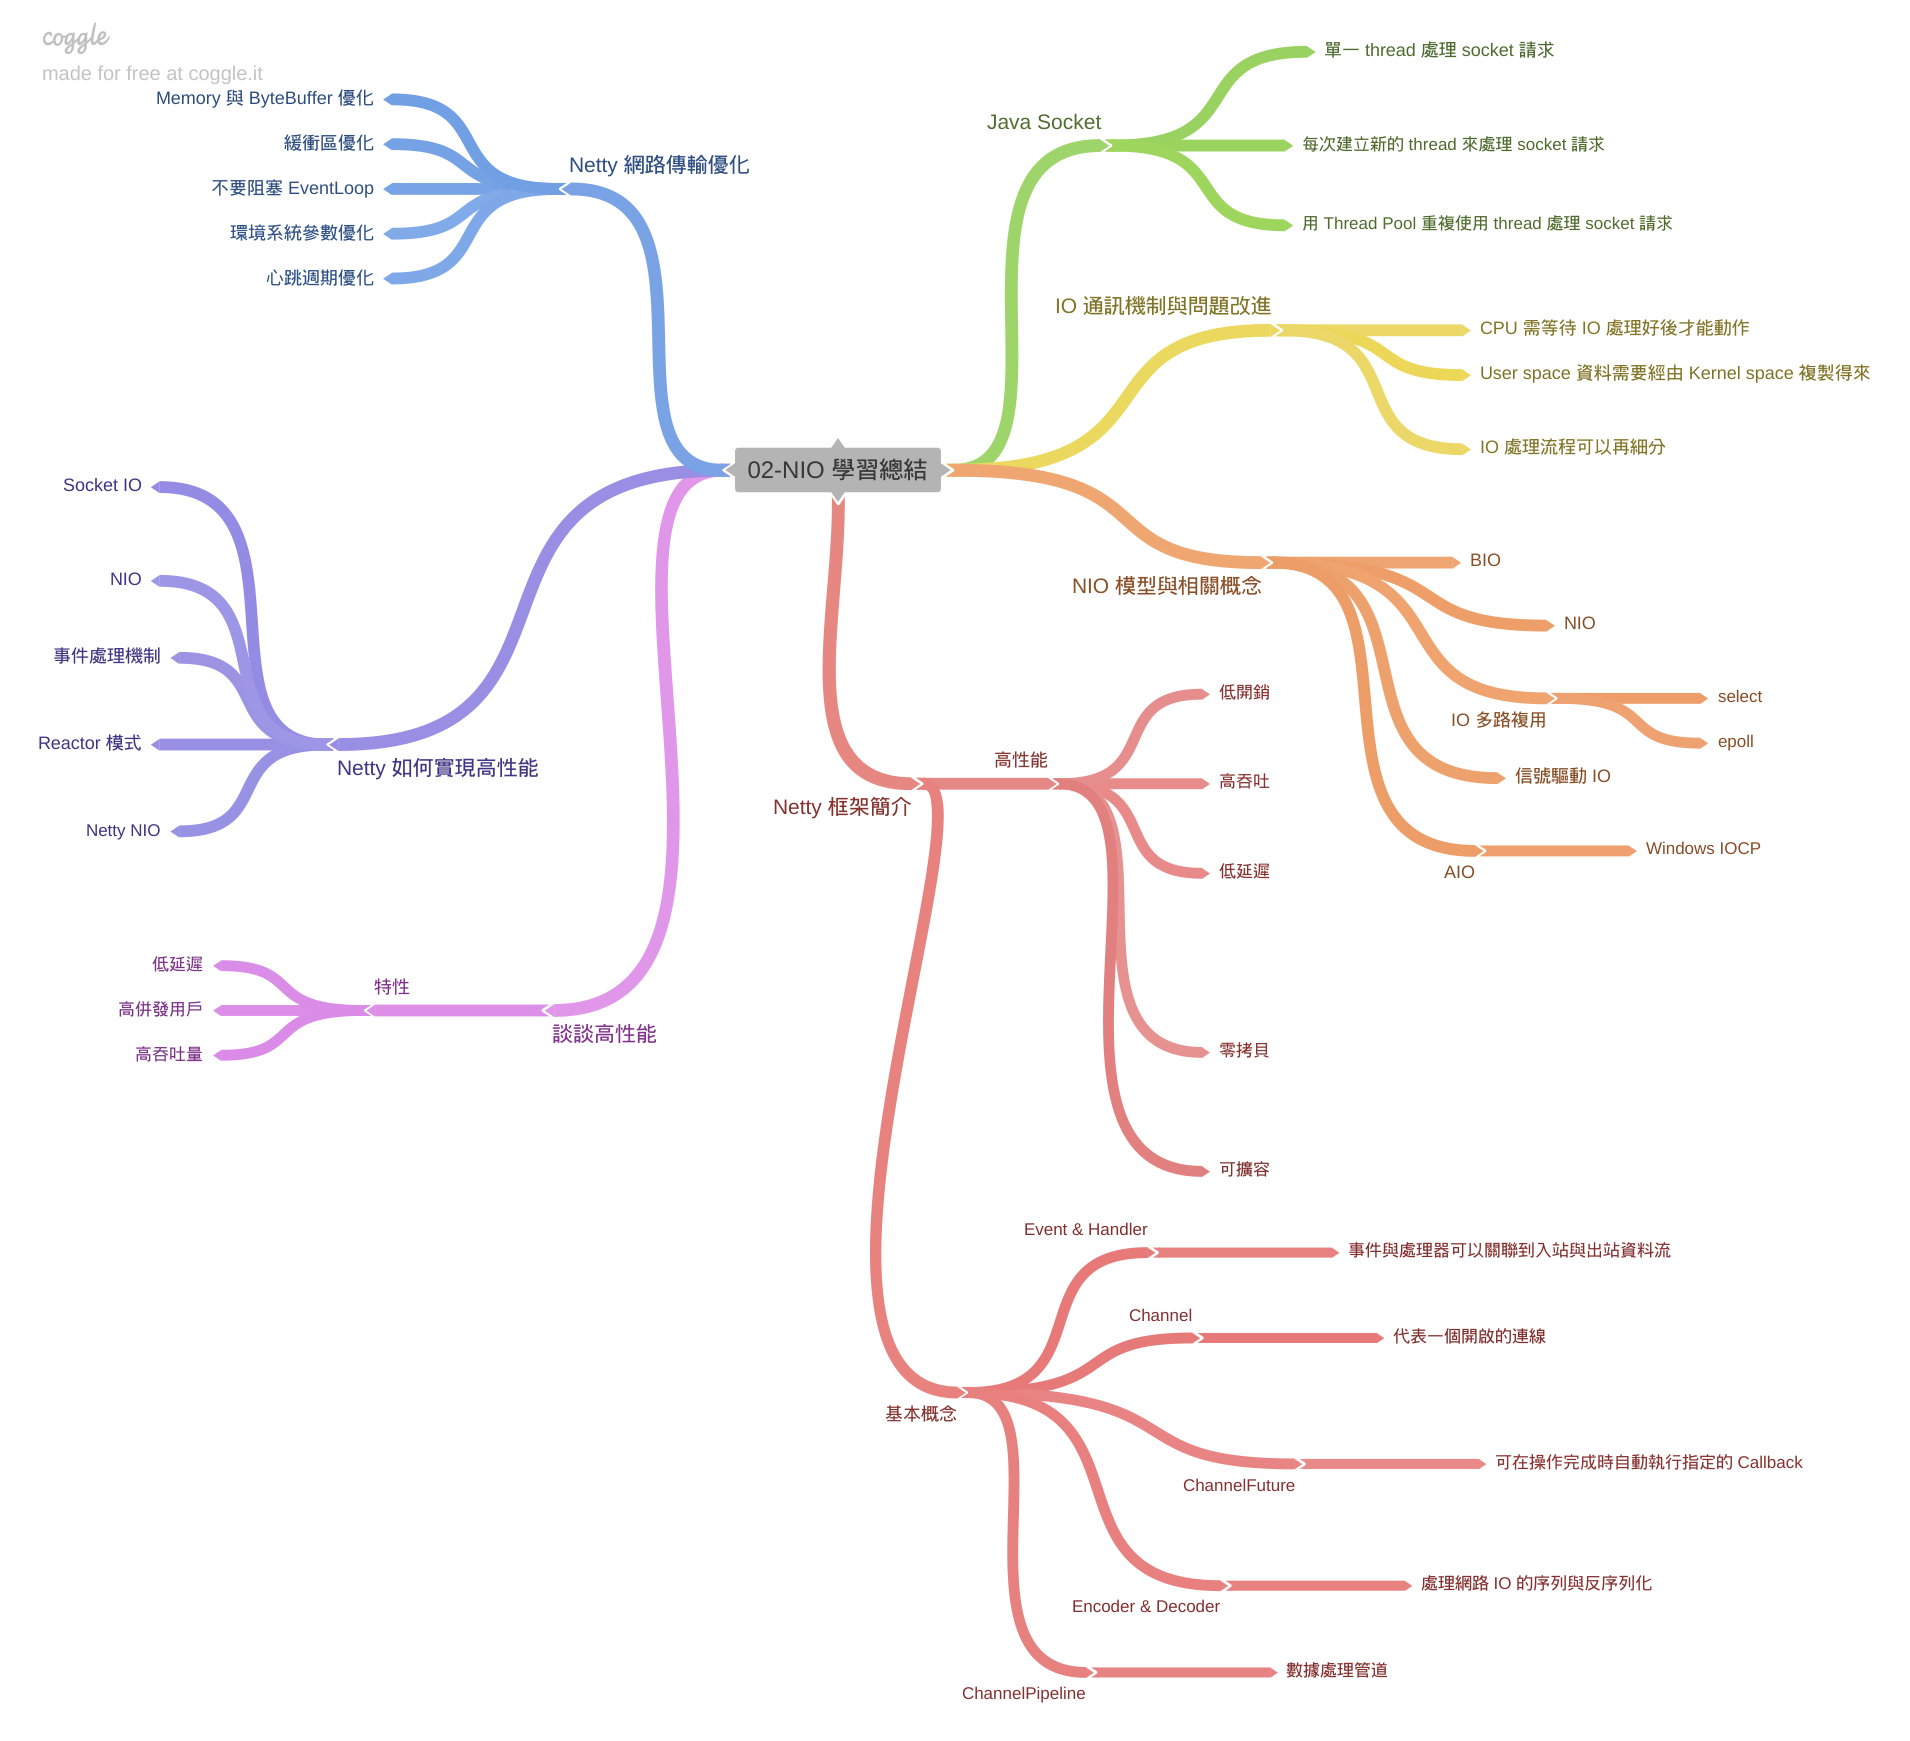 coggle
made for free at coggle.it
02-NIO 學習總結
Java Socket
單一 thread 處理 socket 請求
每次建立新的 thread 來處理 socket 請求
用 Thread Pool 重複使用 thread 處理 socket 請求
IO 通訊機制與問題改進
CPU 需等待 IO 處理好後才能動作
User space 資料需要經由 Kernel space 複製得來
IO 處理流程可以再細分
NIO 模型與相關概念
BIO
NIO
IO 多路複用
select
epoll
信號驅動 IO
AIO
Windows IOCP
Netty 框架簡介
高性能
低開銷
高吞吐
低延遲
零拷貝
可擴容
基本概念
Event & Handler
事件與處理器可以關聯到入站與出站資料流
Channel
代表一個開啟的連線
ChannelFuture
可在操作完成時自動執行指定的 Callback
Encoder & Decoder
處理網路 IO 的序列與反序列化
ChannelPipeline
數據處理管道
Netty 網路傳輸優化
Memory 與 ByteBuffer 優化
緩衝區優化
不要阻塞 EventLoop
環境系統參數優化
心跳週期優化
Netty 如何實現高性能
Socket IO
NIO
事件處理機制
Reactor 模式
Netty NIO
談談高性能
特性
低延遲
高併發用戶
高吞吐量